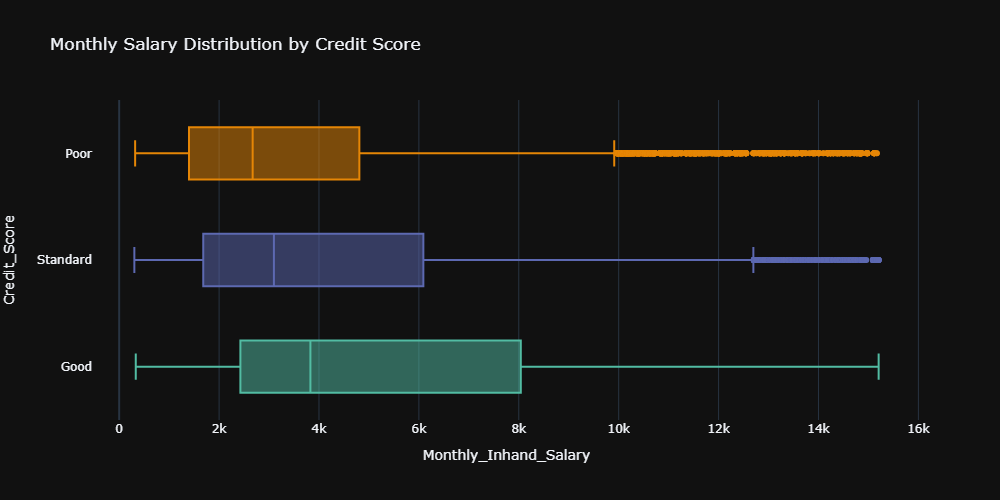 Monthly Salary Distribution by Credit Score
Credit_Score
Poor
Standard
Good
0 2k 4k 6k 8k 10k 12k 14k 16k
Monthly_Inhand_Salary